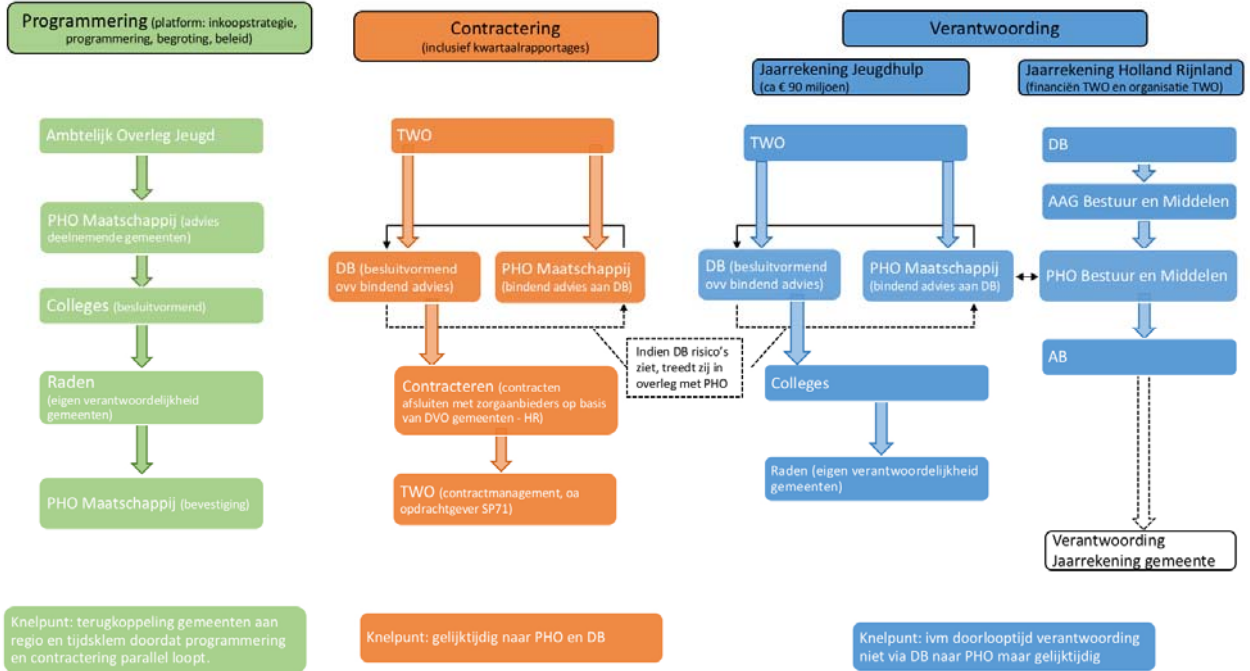 Programmering (platform: inkoopstrategie,
programmering, begroting, beleid)
Ambtelijk Overleg Jeugd
PHO Maatschappij (advies
deelnemende gemeenten)
Colleges (besluitvormend)
Raden
(eigen verantwoordelijkheid
gemeenten)
PHO Maatschappij (bevestiging)
Knelpunt: terugkoppeling gemeenten aan
regio en tijdsklem doordat programmering
en contractering parallel loopt.
Contractering
(inclusief kwartaalrapportages)
TWO
DB (besluitvormend
ovv bindend advies)
PHO Maatschappij
(bindend advies aan DB)
Contracteren (contracten
afsluiten met zorgaanbieders op basis
van DVO gemeenten - HR)
TWO (contractmanagement, oa
opdrachtgever SP71)
Knelpunt: gelijktijdig naar PHO en DB
Indien DB risico's
ziet, treedt zij in
overleg met PHO
Verantwoording
Jaarrekening Jeugdhulp
(ca € 90 miljoen)
TWO
DB (besluitvormend
ovv bindend advies)
PHO Maatschappij
(bindend advies aan DB)
Colleges
Raden (eigen verantwoordelijkheid
gemeenten)
Jaarrekening Holland Rijnland
(financiën TWO en organisatie TWO)
DB
AAG Bestuur en Middelen
PHO Bestuur en Middelen
AB
Verantwoording
Jaarrekening gemeente
Knelpunt: ivm doorlooptijd verantwoording
niet via DB naar PHO maar gelijktijdig